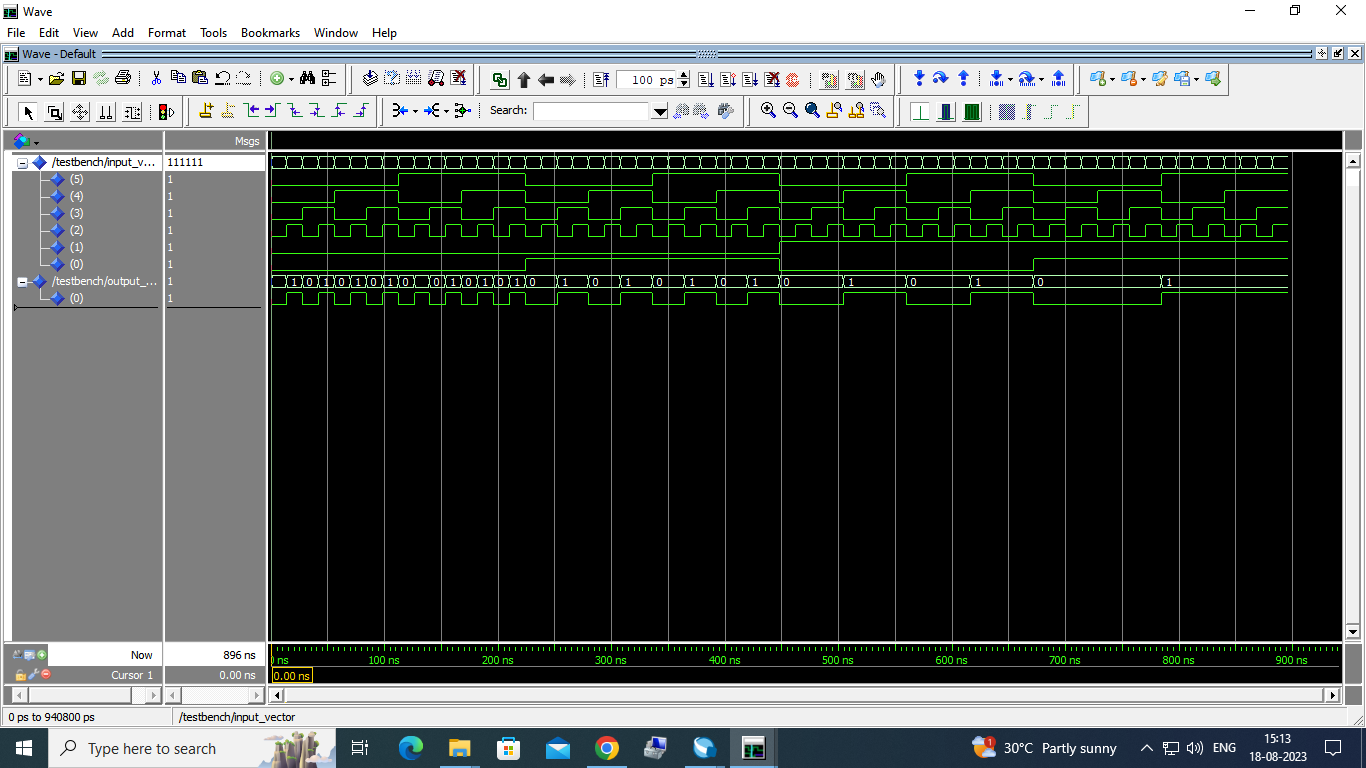 Wave
File Edit View Add Format Tools Bookmarks Window Help
Wave - Default
100 ps
Search:
Msgs
/testbench/input_v... 111111
(5) 1
(4) 1
(3) 1
(2) 1
(1) 1
(0) 1
/testbench/output_... 1 1 0 1 0 1 0 1 0 0 1 0 1 0 1 0 1 0 1 0 1 0 1 0 1 0 1 0 1
(0) 1
Now 896 ns
Cursor 1 0.00 ns
ns 100 ns 200 ns 300 ns 400 ns 500 ns 600 ns 700 ns 800 ns 900 ns
0.00 ns
0 ps to 940800 ps /testbench/input_vector
Type here to search
1 30°C Partly sunny ENG 15:13
18-08-2023